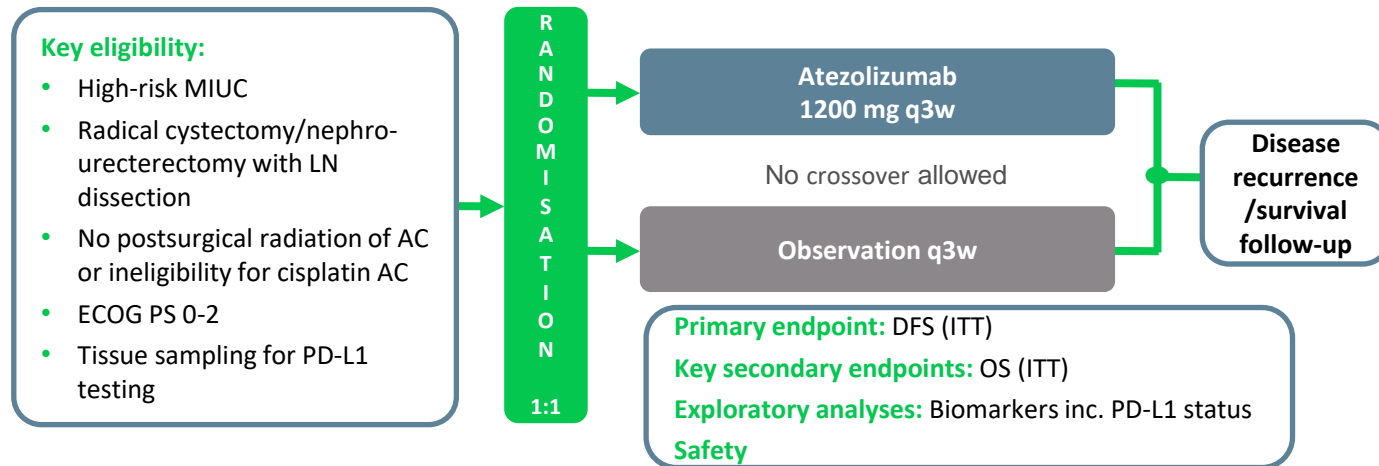 Key eligibility:
• High-risk MIUC
• Radical cystectomy/nephro-
urecterectomy with LN
dissection
• No postsurgical radiation of AC
or ineligibility for cisplatin AC
• ECOG PS 0-2
• Tissue sampling for PD-L1
testing
R
A
N
D
O
M
I
S
A
T
I
O
N
1:1
Atezolizumab
1200 mg q3w
No crossover allowed
Observation q3w
Disease
recurrence
/survival
follow-up
Primary endpoint: DFS (ITT)
Key secondary endpoints: OS (ITT)
Exploratory analyses: Biomarkers inc. PD-L1 status
Safety